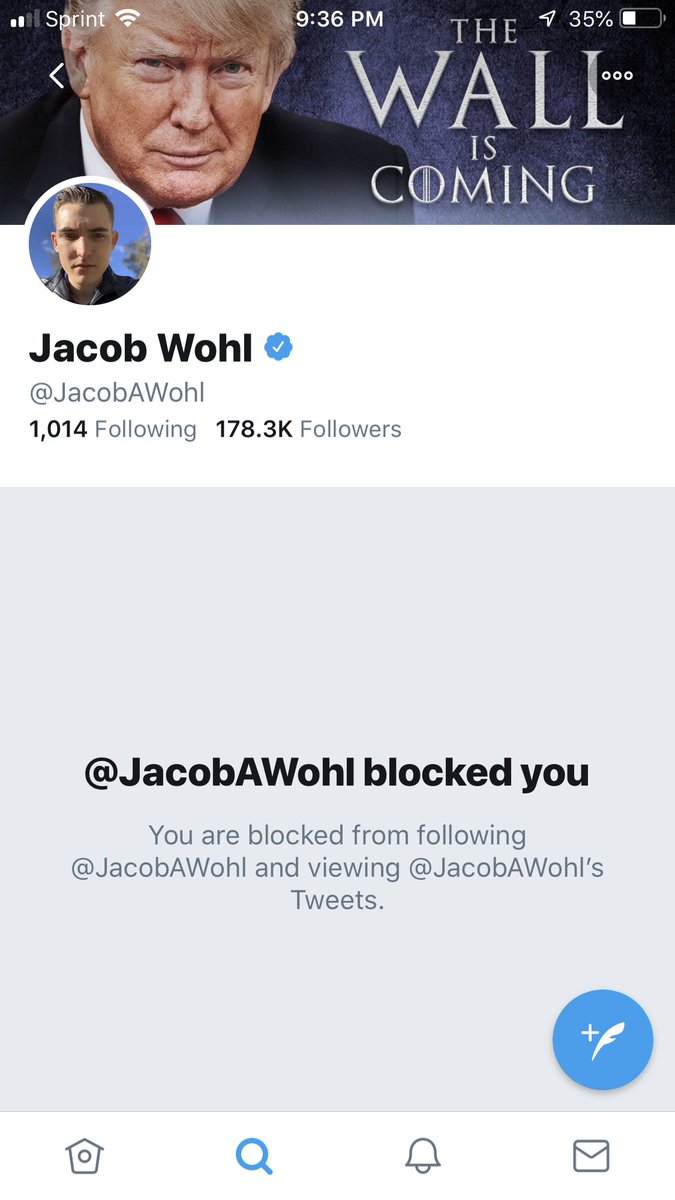 Sprint 9:36 PM 35%
THE
WALL
IS
COMING
Jacob Wohl
@JacobAWohl
1,014 Following 178.3K Followers
@JacobAWohl blocked you
You are blocked from following
@JacobAWohl and viewing @JacobAWohl’s
Tweets.